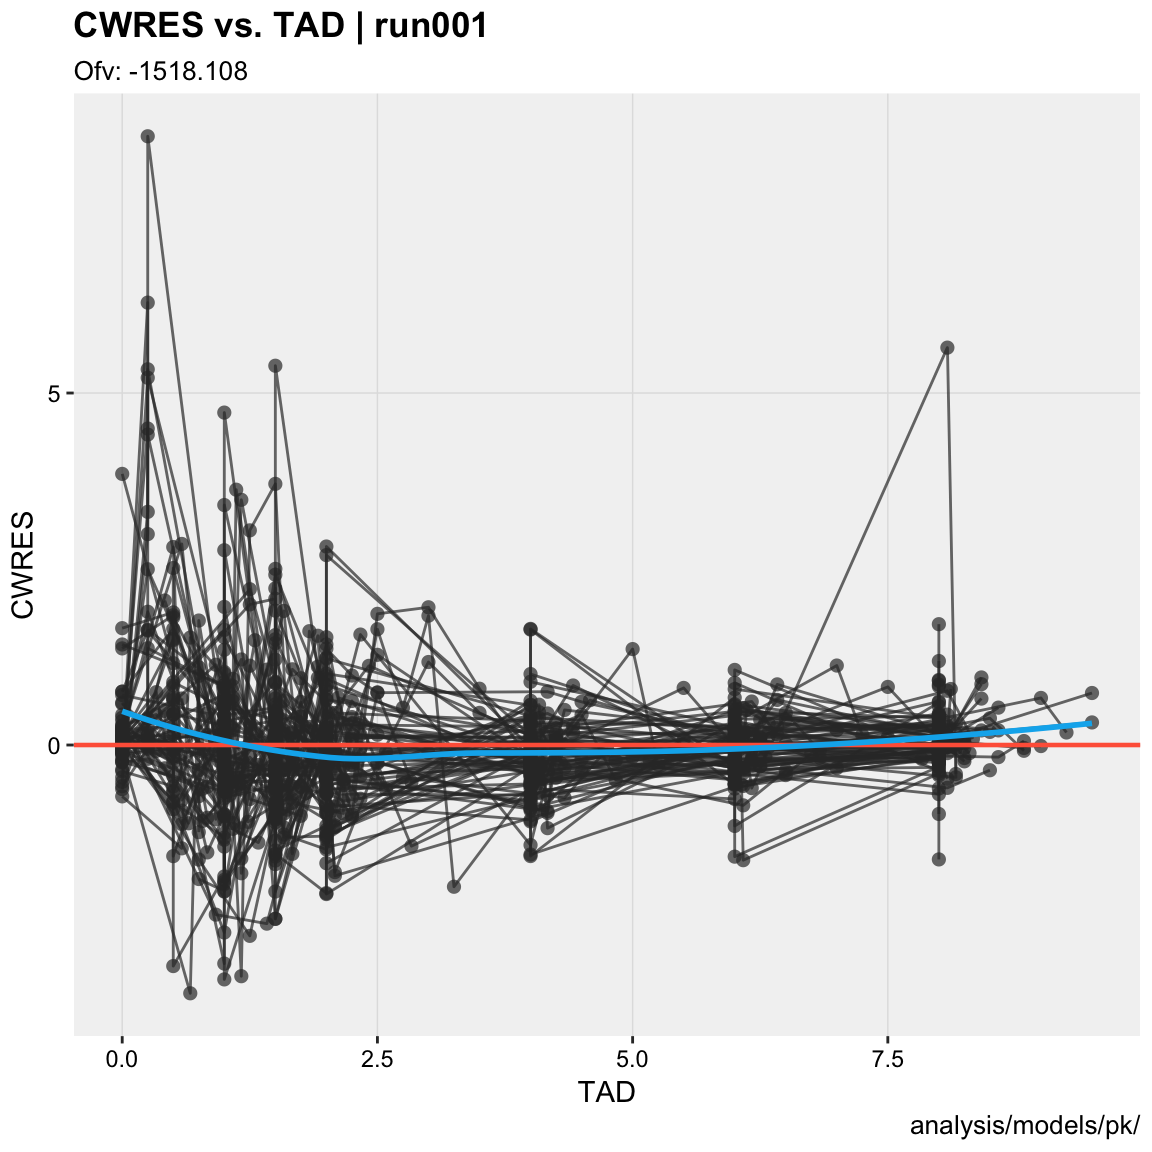 CWRES vs. TAD | run001
Ofv: -1518.108
CWRES
5
0
0.0
2.5
5.0
7.5
TAD
analysis/models/pk/